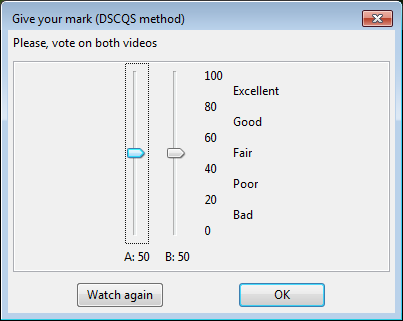 Give your mark (DSCQS method)
Please, vote on both videos
100
Excellent
80
Good
60
Fair
40
Poor
20
Bad
0
A: 50 B: 50
Watch again OK